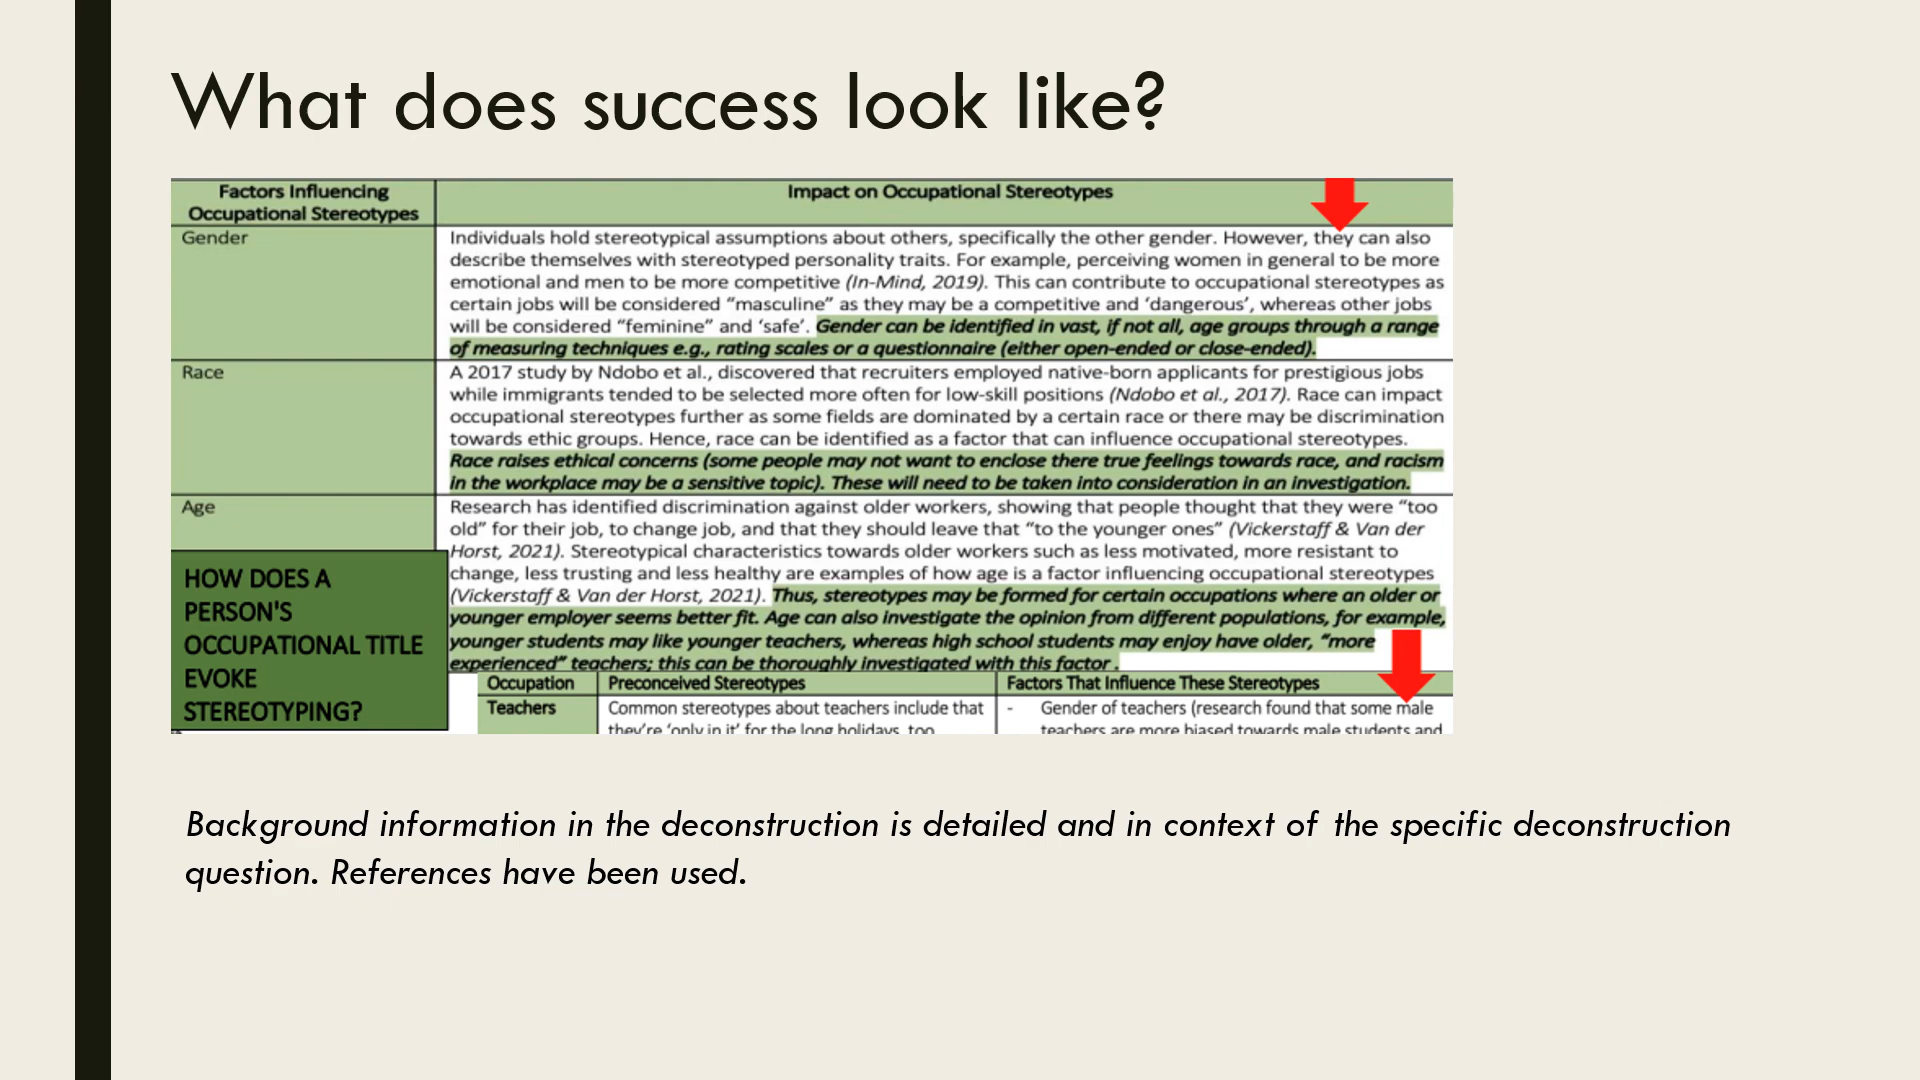 What does success look like?
Factors Influencing
Occupational Stereotypes
Impact on Occupational Stereotypes
Gender
Individuals hold stereotypical assumptions about others, specifically the other gender. However, they can also
describe themselves with stereotyped personality traits. For example, perceiving women in general to be more
emotional and men to be more competitive (In-Mind, 2019). This can contribute to occupational stereotypes as
certain jobs will be considered “masculine” as they may be a competitive and ‘dangerous’, whereas other jobs
will be considered “feminine” and ‘safe’. Gender can be identified in vast, if not all, age groups through a range
of measuring techniques e.g., rating scales or a questionnaire (either open-ended or close-ended).
Race
A 2017 study by Ndobo et al., discovered that recruiters employed native-born applicants for prestigious jobs
while immigrants tended to be selected more often for low-skill positions (Ndobo et al., 2017). Race can impact
occupational stereotypes further as some fields are dominated by a certain race or there may be discrimination
towards ethic groups. Hence, race can be identified as a factor that can influence occupational stereotypes.
Race raises ethical concerns (some people may not want to enclose there true feelings towards race, and racism
in the workplace may be a sensitive topic). These will need to be taken into consideration in an investigation.
Age
Research has identified discrimination against older workers, showing that people thought that they were “too
old” for their job, to change job, and that they should leave that “to the younger ones” (Vickerstaff & Van der
Horst, 2021). Stereotypical characteristics towards older workers such as less motivated, more resistant to
change, less trusting and less healthy are examples of how age is a factor influencing occupational stereotypes
(Vickerstaff & Van der Horst, 2021). Thus, stereotypes may be formed for certain occupations where an older or
younger employer seems better fit. Age can also investigate the opinion from different populations, for example,
younger students may like younger teachers, whereas high school students may enjoy have older, “more
experienced” teachers; this can be thoroughly investigated with this factor.
HOW DOES A
PERSON'S
OCCUPATIONAL TITLE
EVOKE
STEREOTYPING?
Occupation
Preconceived Stereotypes
Factors That Influence These Stereotypes
Teachers
Common stereotypes about teachers include that
they’re ‘only in it’ for the long holidays, too
- Gender of teachers (research found that some male
teachers are more biased towards male students and
Background information in the deconstruction is detailed and in context of the specific deconstruction
question. References have been used.